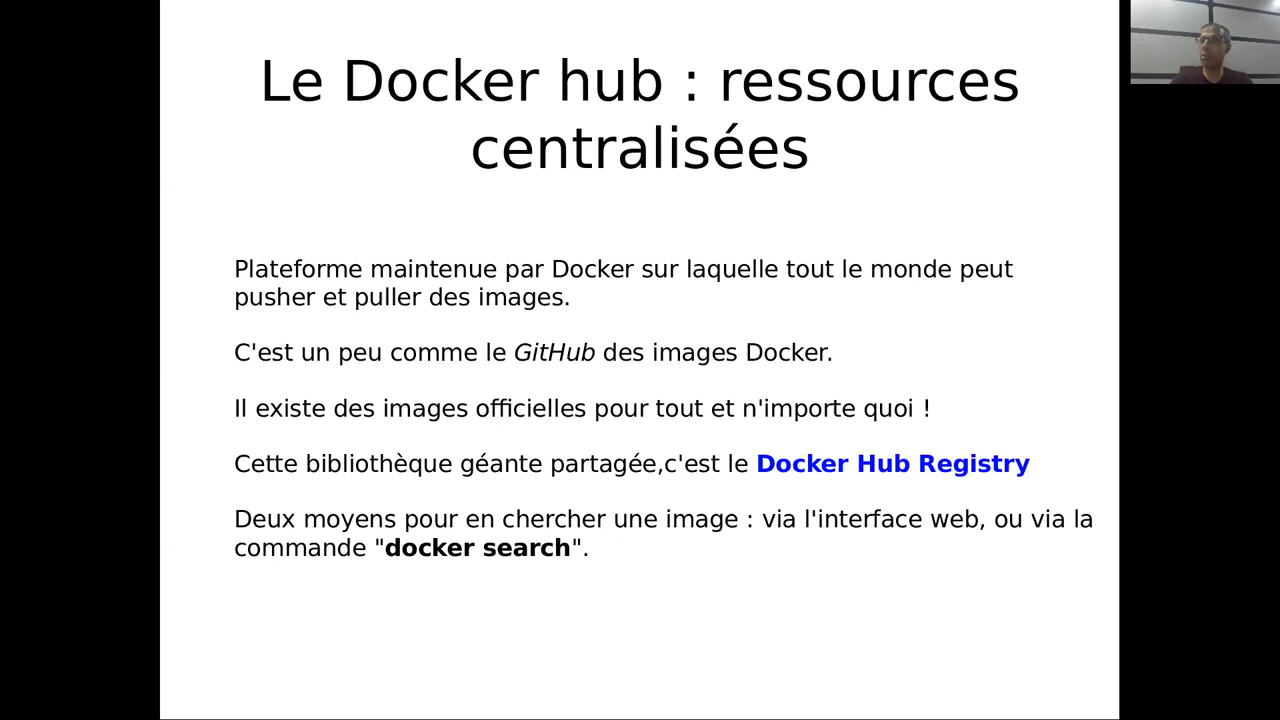 Le Docker hub : ressources
centralisées
Plateforme maintenue par Docker sur laquelle tout le monde peut
pusher et puller des images.
C'est un peu comme le GitHub des images Docker.
Il existe des images officielles pour tout et n'importe quoi !
Cette bibliothèque géante partagée,c'est le Docker Hub Registry
Deux moyens pour en chercher une image : via l'interface web, ou via la
commande "docker search".